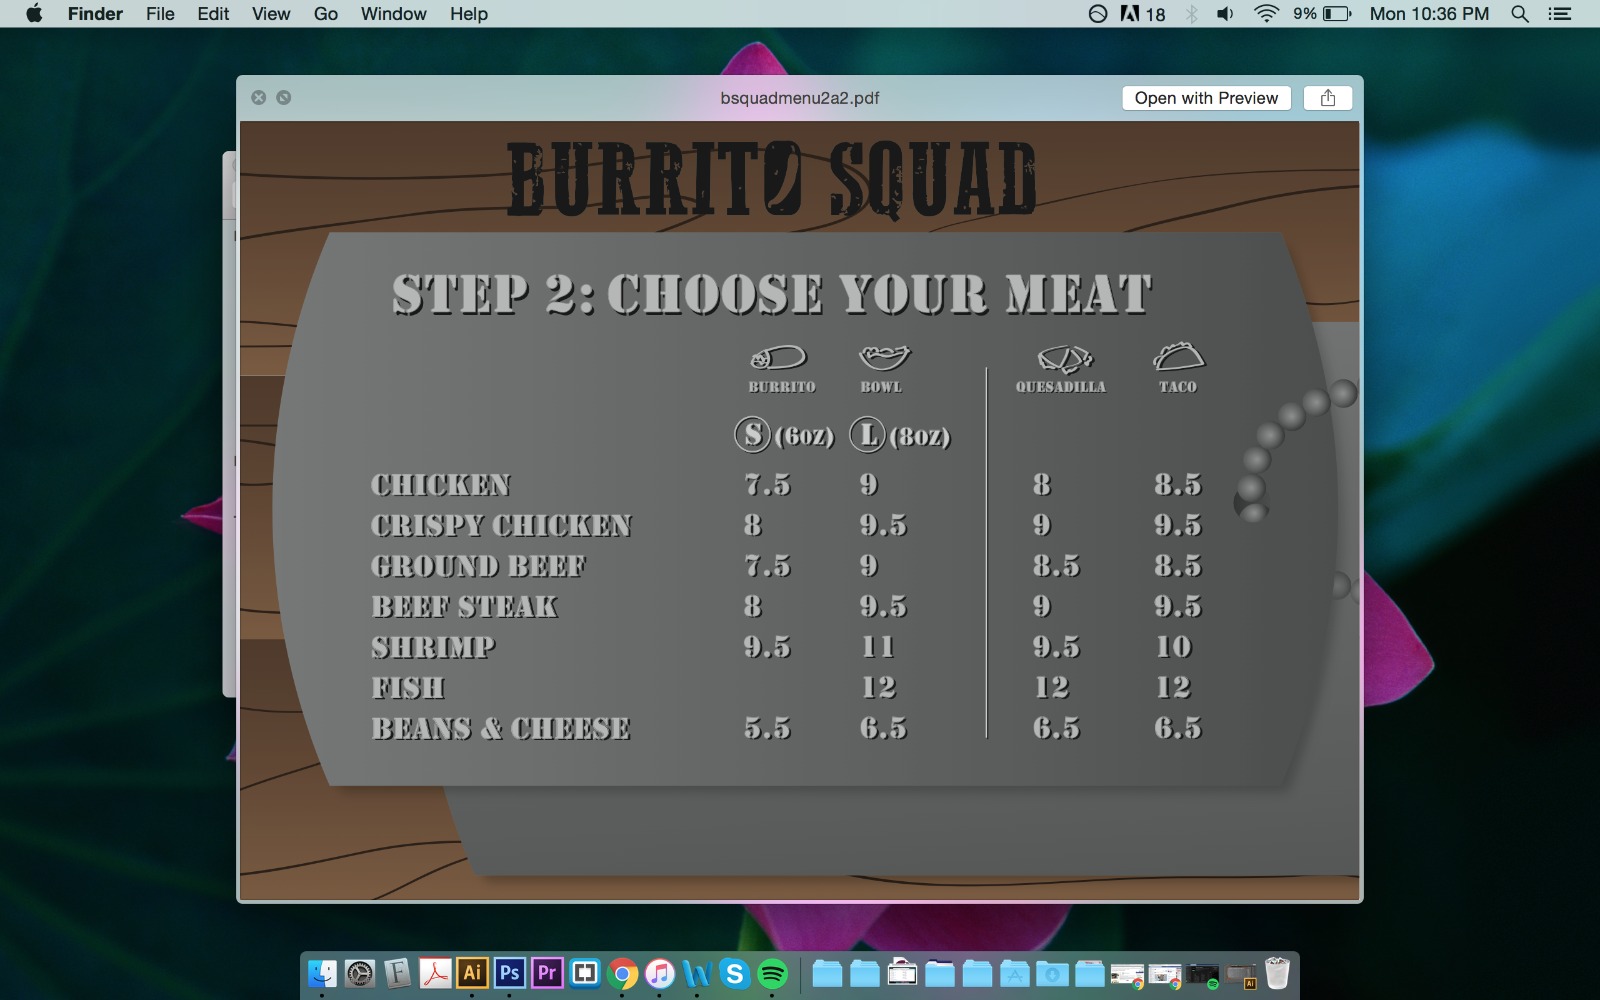 Finder File Edit View Go Window Help 18 9% Mon 10:36 PM
bsquadmenu2a2.pdf Open with Preview
BURRITO SQUAD
STEP 2: CHOOSE YOUR MEAT
BURRITO BOWL QUESADILLA TACO
S (6OZ) L (8OZ)
CHICKEN 7.5 9 8 8.5
CRISPY CHICKEN 8 9.5 9 9.5
GROUND BEEF 7.5 9 8.5 8.5
BEEF STEAK 8 9.5 9 9.5
SHRIMP 9.5 11 9.5 10
FISH 12 12 12
BEANS & CHEESE 5.5 6.5 6.5 6.5
F Ai Ps Pr W S